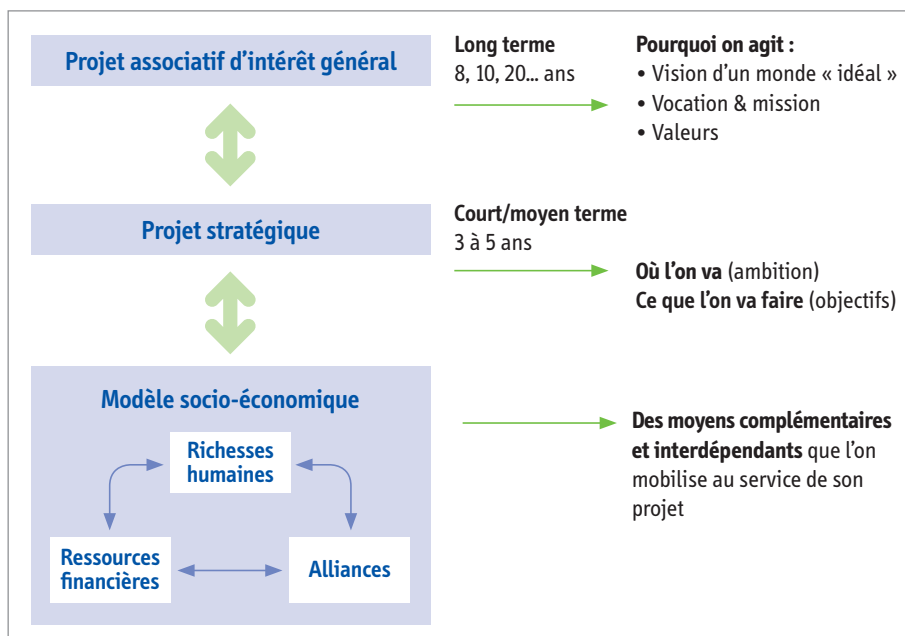 Projet associatif d'intérêt général
Long terme
8, 10, 20... ans
Pourquoi on agit :
• Vision d'un monde « idéal »
• Vocation & mission
• Valeurs
Projet stratégique
Court/moyen terme
3 à 5 ans
Où l'on va (ambition)
Ce que l'on va faire (objectifs)
Modèle socio-économique
Richesses
humaines
Ressources
financières
Alliances
Des moyens complémentaires
et interdépendants que l'on
mobilise au service de son
projet